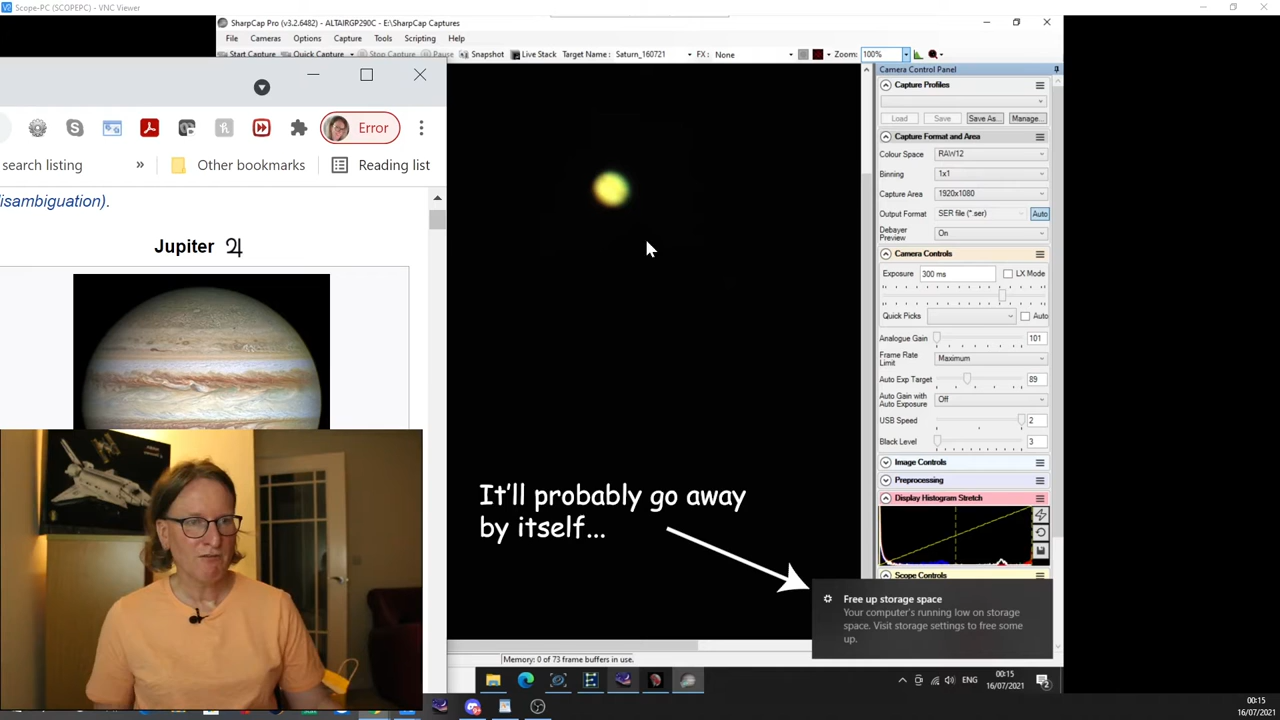 Scope-PC (SCOPEPC) - VNC Viewer
SharpCap Pro (v3.2.6482) - ALTAIRGP290C - E:\SharpCap Captures
File Cameras Options Capture Tools Scripting Help
Start Capture Quick Capture Stop Capture Pause Snapshot Live Stack Target Name : Saturn_160721 FX : None Zoom: 100%
Camera Control Panel
Capture Profiles
Load Save Save As... Manage...
Capture Format and Area
Colour Space RAW12
Binning 1x1
Capture Area 1920x1080
Output Format SER file (*.ser) Auto
Debayer
Preview On
Camera Controls
Exposure 300 ms LX Mode
Quick Picks Auto
Analogue Gain 101
Frame Rate
Limit Maximum
Auto Exp Target 89
Auto Gain with
Auto Exposure Off
USB Speed 2
Black Level 3
Image Controls
Preprocessing
Display Histogram Stretch
Scope Controls
Error
search listing » Other bookmarks Reading list
isambiguation).
Jupiter ♃
It'll probably go away
by itself...
Free up storage space
Your computer's running low on storage
space. Visit storage settings to free some
up.
Memory: 0 of 73 frame buffers in use.
ENG
00:15
16/07/2021
2
00:15
16/07/2021